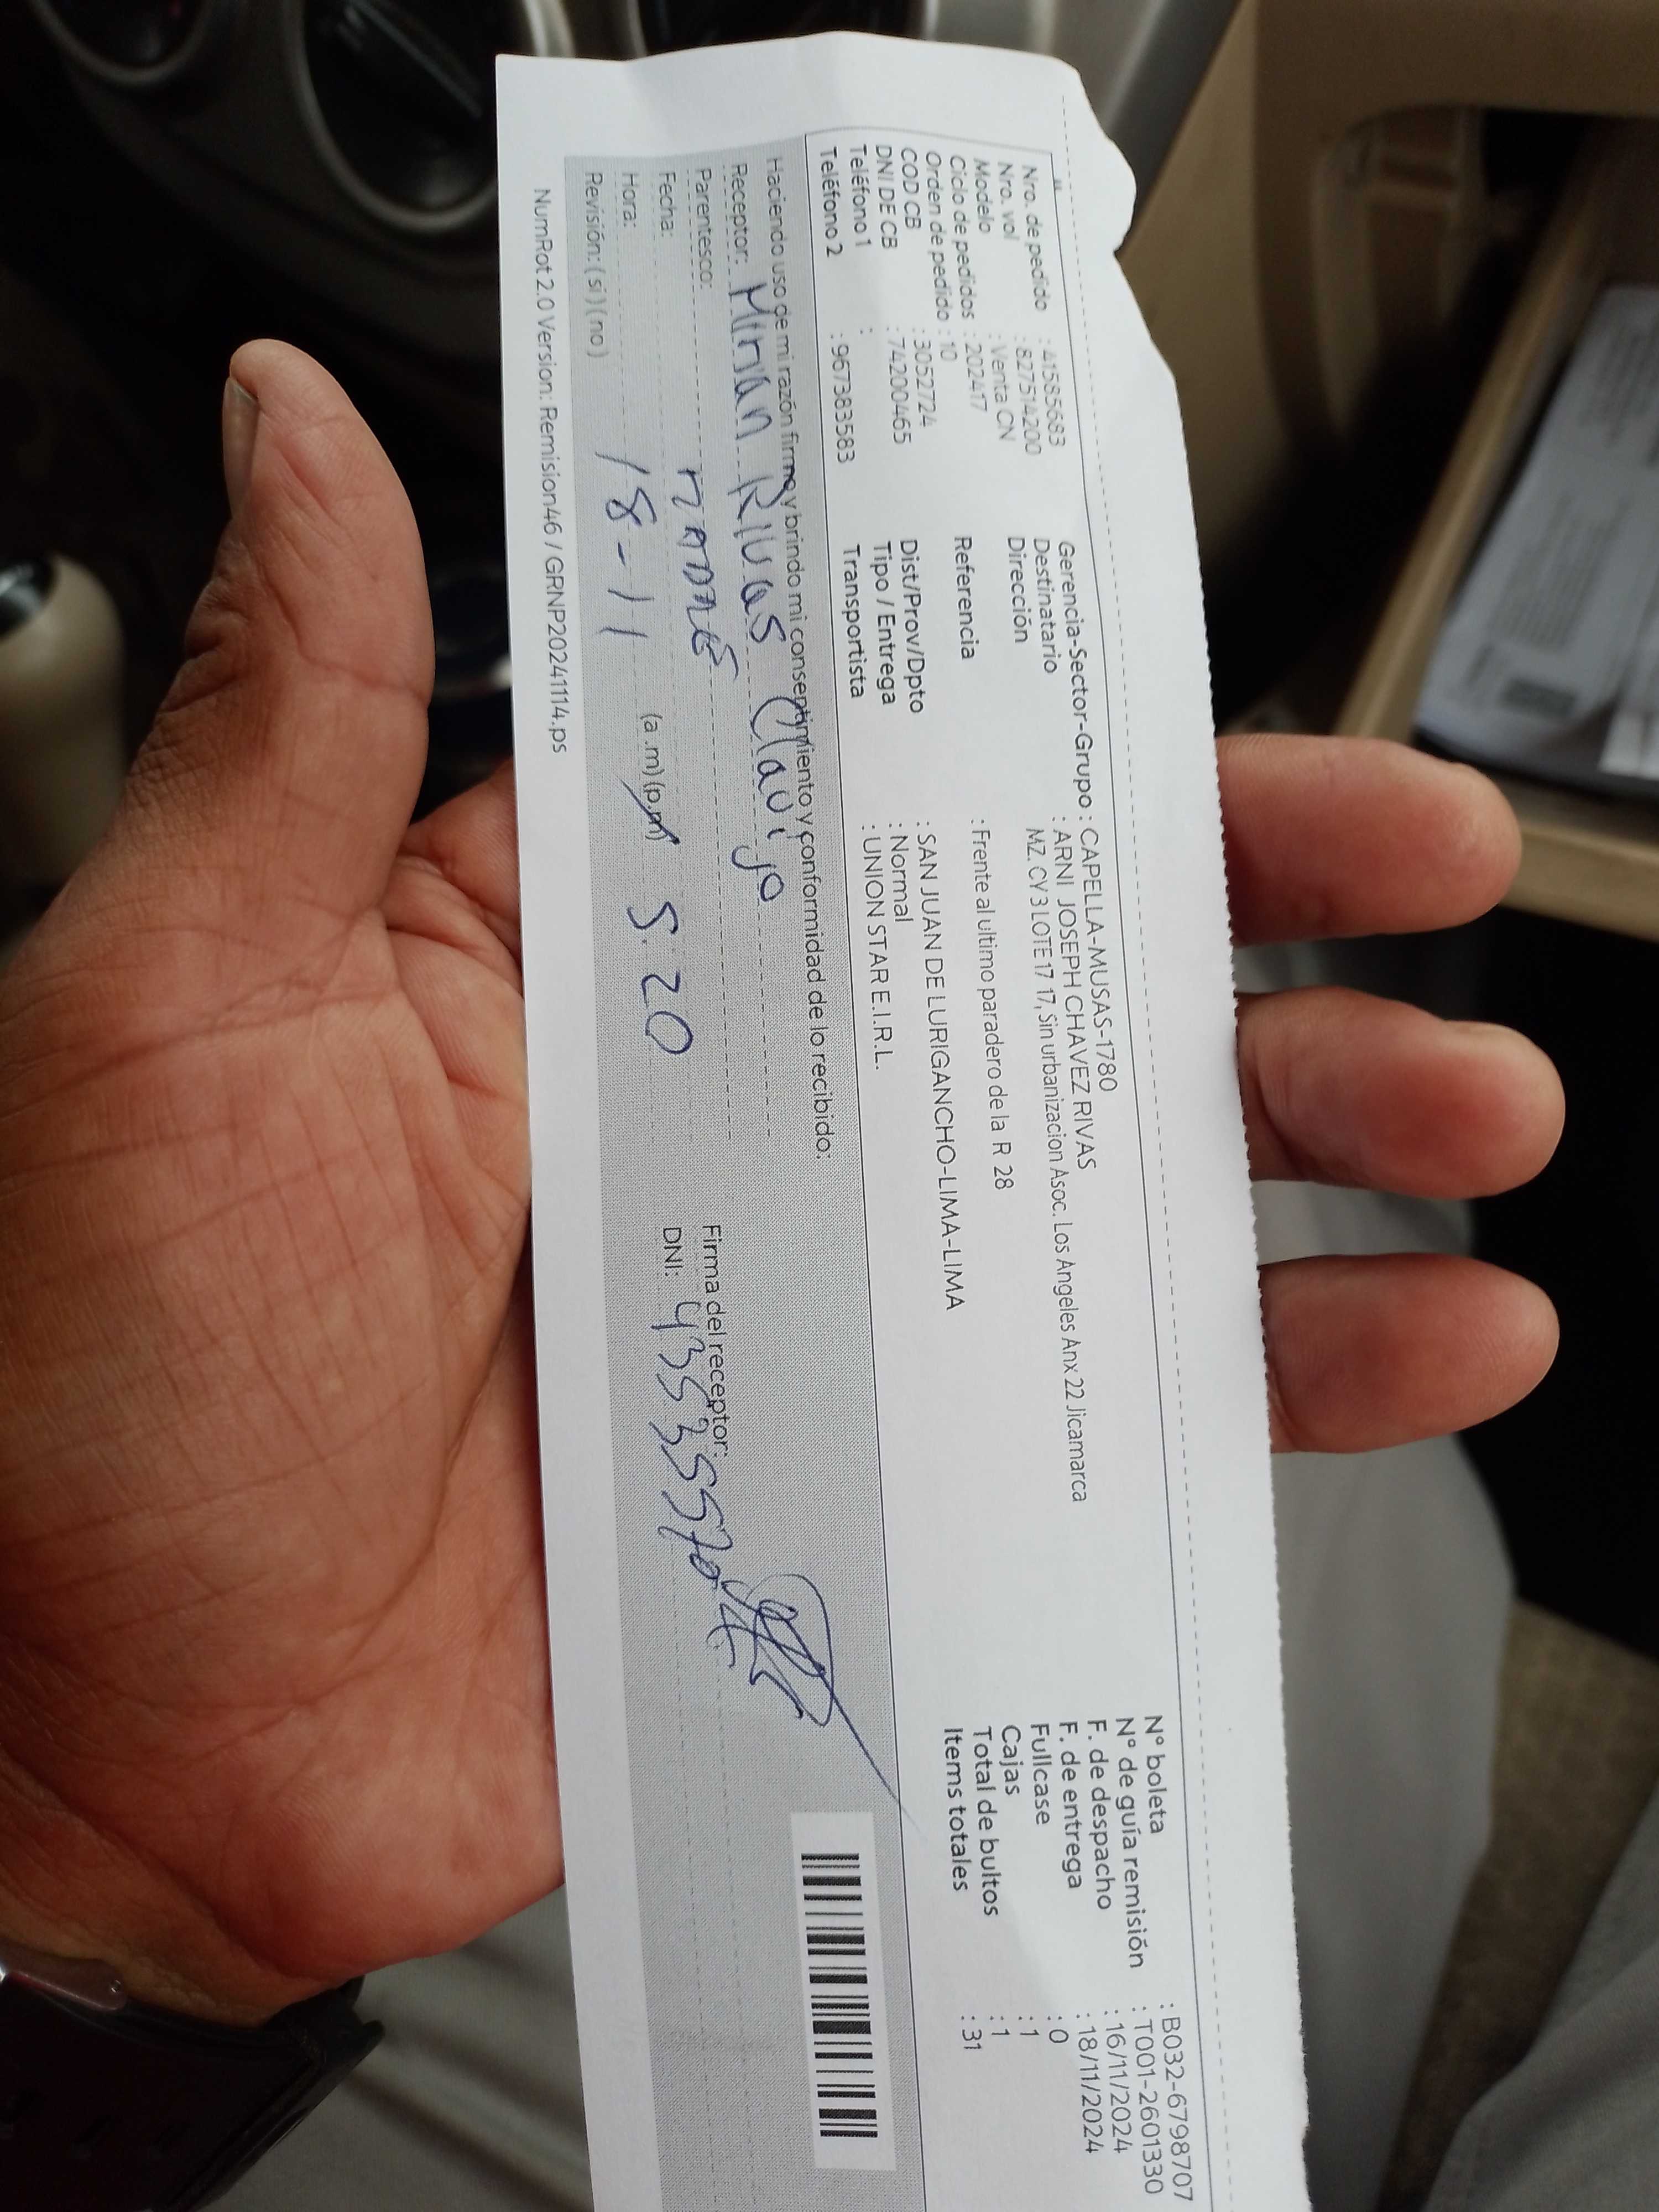 Nro. de pedido : 41585683
Nro. vol : 827514200
Modelo : Venta CN
Ciclo de pedidos : 202417
Orden de pedido : 10
COD CB : 3052724
DNI DE CB : 74200465
Teléfono 1 :
Teléfono 2 : 967383583
Gerencia-Sector-Grupo : CAPELLA-MUSAS-1780
Destinatario : ARNI JOSEPH CHAVEZ RIVAS
Dirección MZ. CY 3 LOTE 17 17, Sin urbanizacion Asoc. Los Angeles Anx 22 Jicamarca
Referencia : Frente al ultimo paradero de la R 28
Dist/Prov/Dpto : SAN JUAN DE LURIGANCHO-LIMA-LIMA
Tipo / Entrega : Normal
Transportista : UNION STAR E.I.R.L.
N° boleta : B032-6798707
N° de guía remisión : T001-2601330
F. de despacho : 16/11/2024
F. de entrega : 18/11/2024
Fullcase : 0
Cajas : 1
Total de bultos : 1
Items totales : 31
Haciendo uso de mi razón firmo y brindo mi consentimiento y conformidad de lo recibido:
Receptor: Mirian Rivas Clavijo
Parentesco: mamá
Fecha: 18-11
Hora: (a.m)(p.m) 5:20
Revisión: (si) (no)
Firma del receptor:
DNI:
NumRot 2.0 Version: Remision46 / GRNP20241114.ps